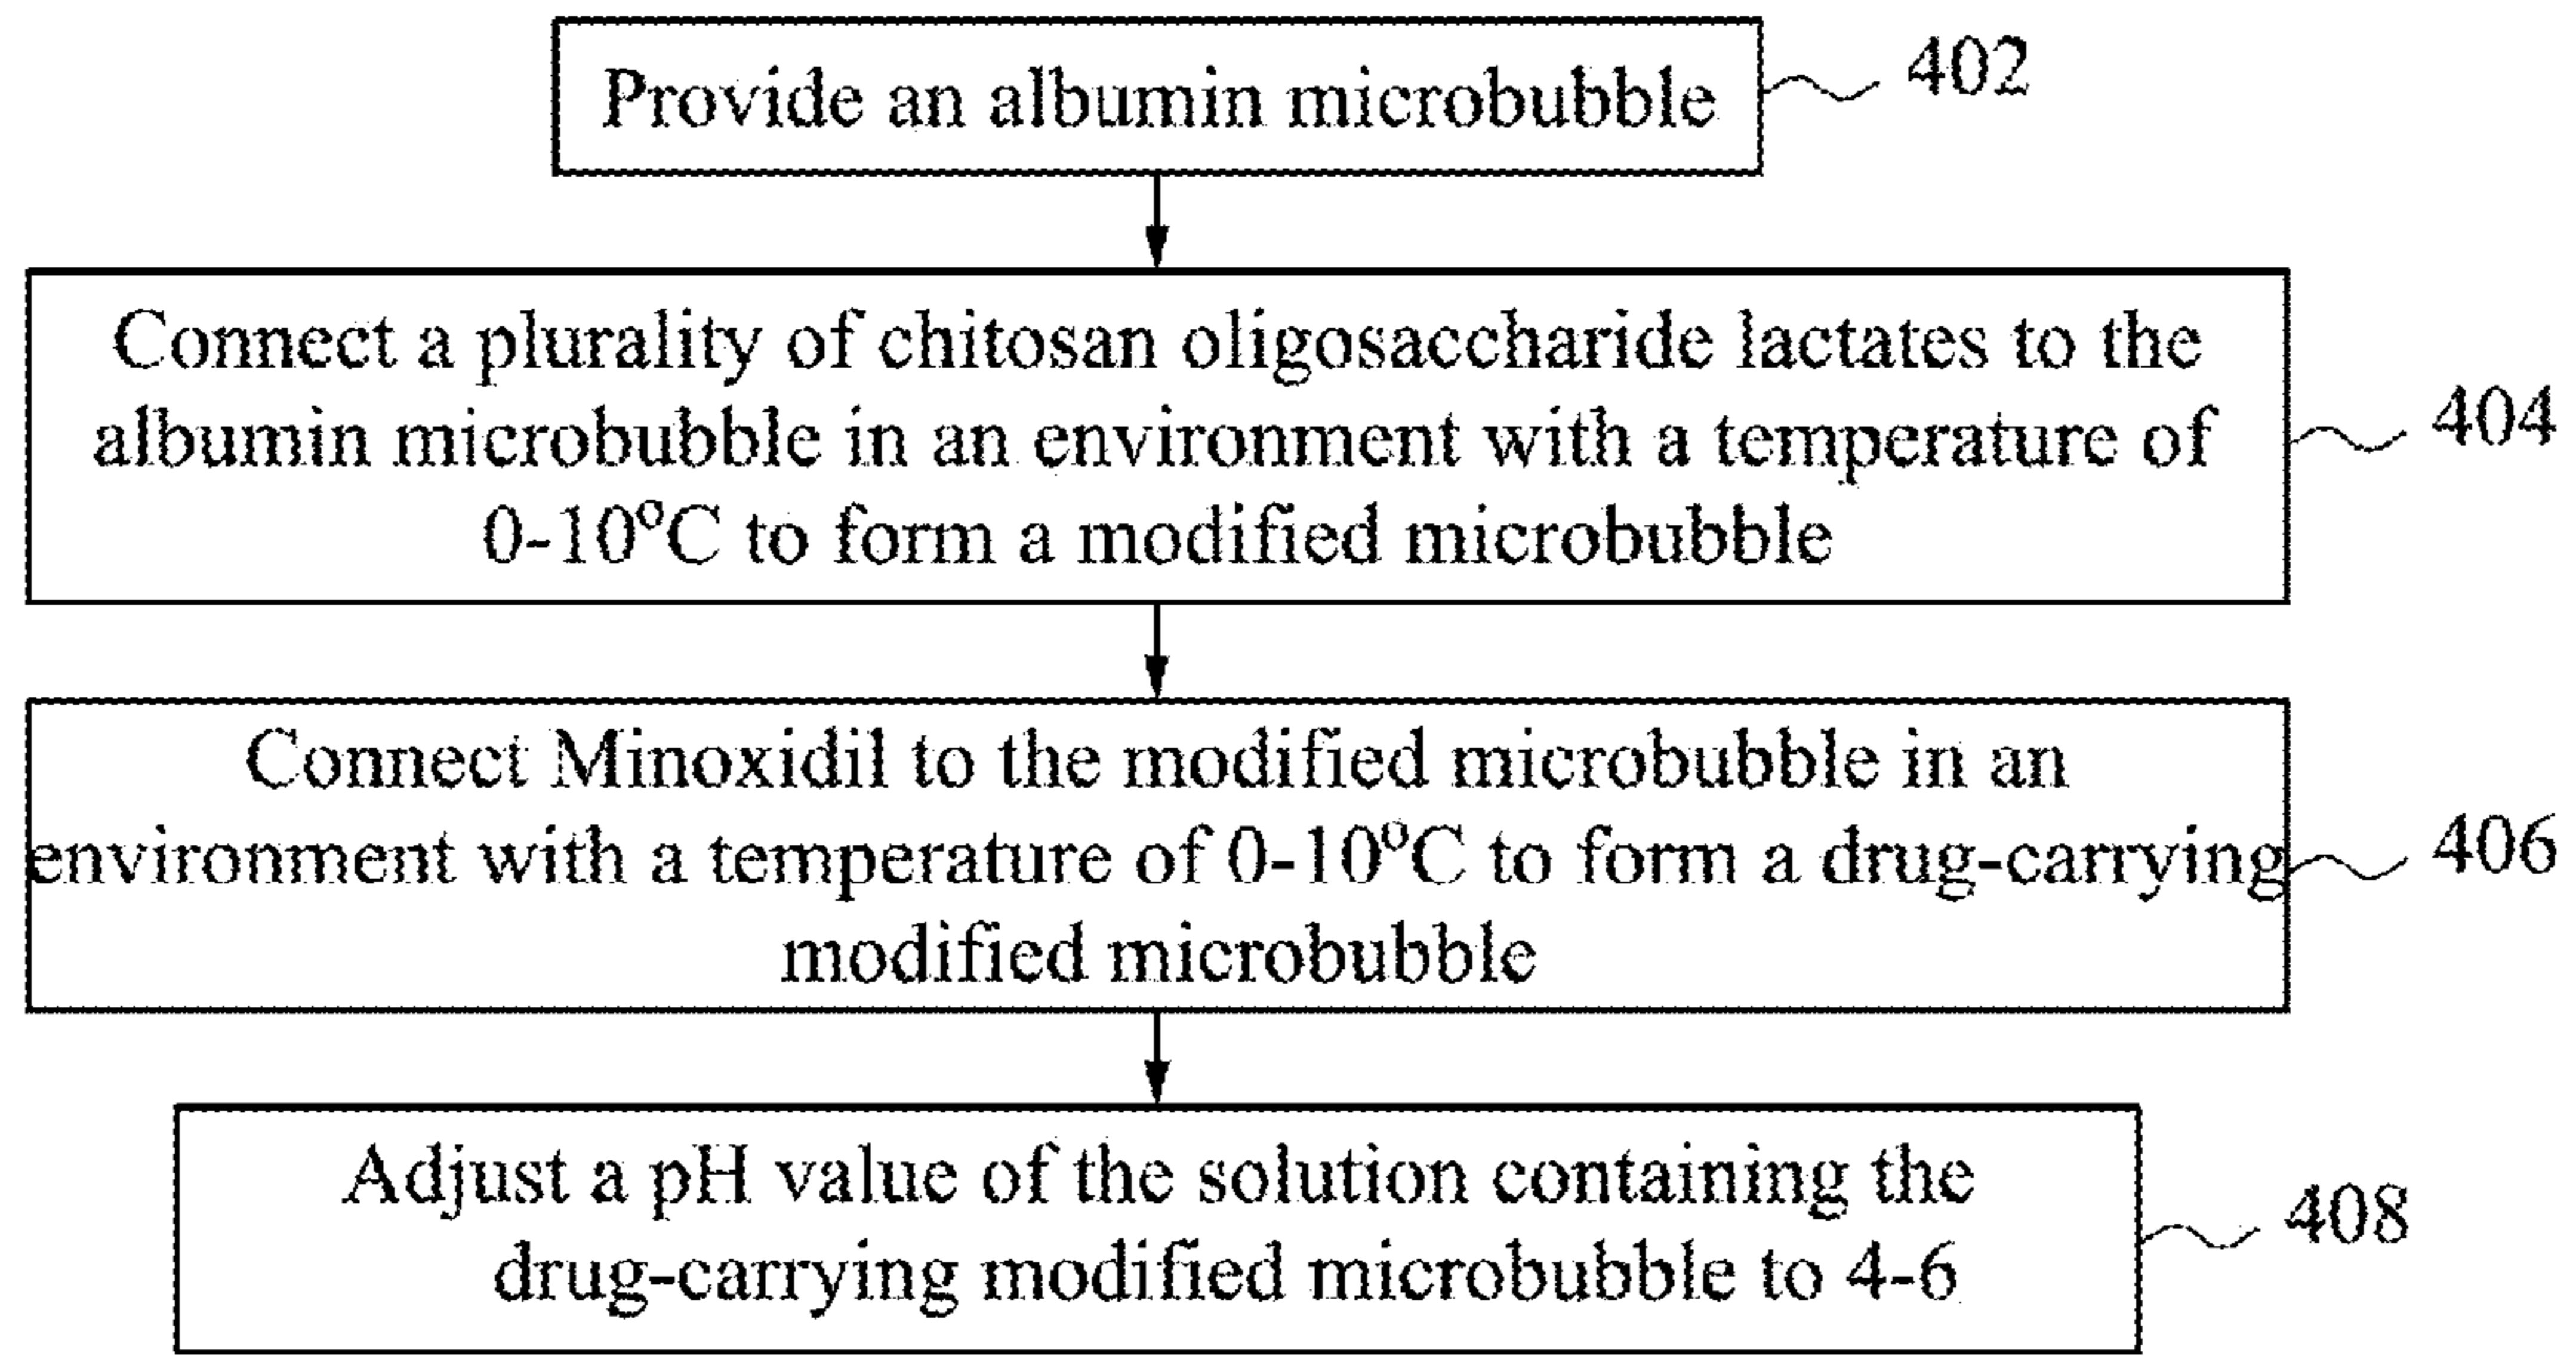 Provide an albumin microbubble
402
Connect a plurality of chitosan oligosaccharide lactates to the
albumin microbubble in an environment with a temperature of
0-10°C to form a modified microbubble
404
Connect Minoxidil to the modified microbubble in an
environment with a temperature of 0-10°C to form a drug-carrying
modified microbubble
406
Adjust a pH value of the solution containing the
drug-carrying modified microbubble to 4-6
408